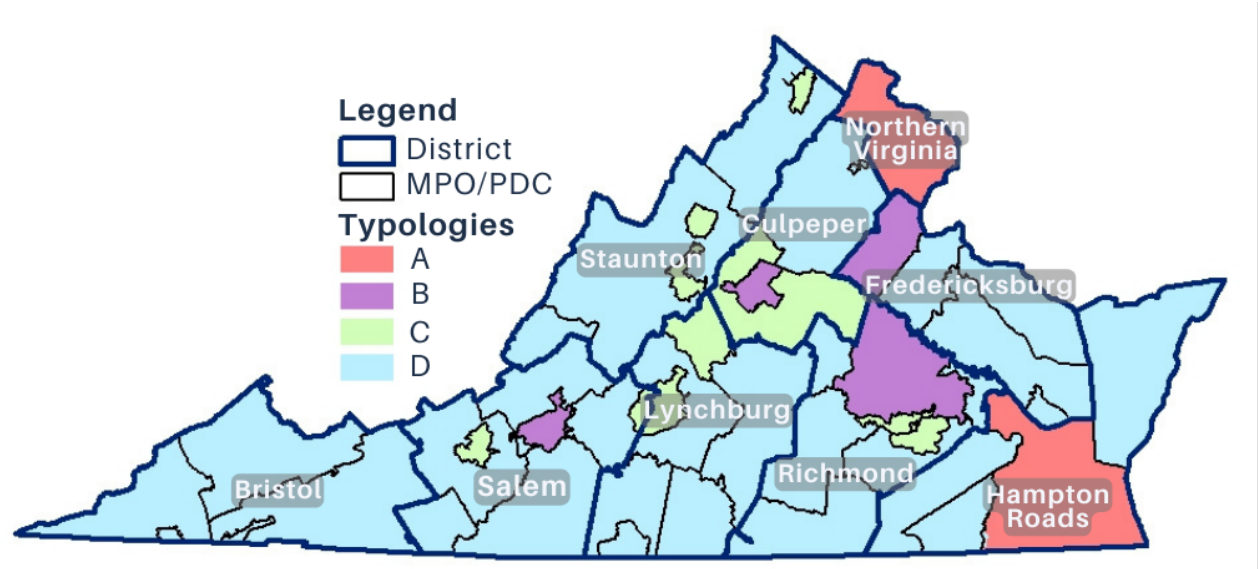 Legend
District
MPO/PDC
Typologies
A
B
C
D
Northern
Virginia
Culpeper
Staunton
Fredericksburg
Lynchburg
Richmond
Bristol
Salem
Hampton
Roads